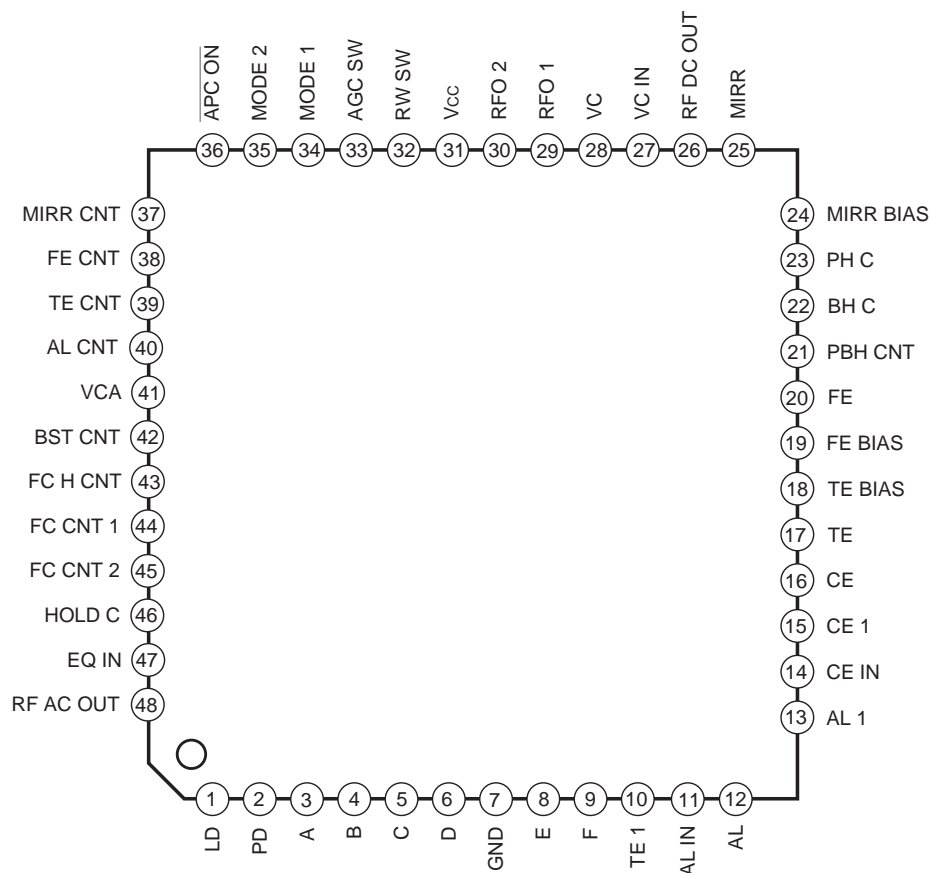 APC ON
MODE 2
MODE 1
AGC SW
RW SW
Vcc
RFO 2
RFO 1
VC
VC IN
RF DC OUT
MIRR
36
35
34
33
32
31
30
29
28
27
26
25
MIRR CNT 37
FE CNT 38
TE CNT 39
AL CNT 40
VCA 41
BST CNT 42
FC H CNT 43
FC CNT 1 44
FC CNT 2 45
HOLD C 46
EQ IN 47
RF AC OUT 48
24 MIRR BIAS
23 PH C
22 BH C
21 PBH CNT
20 FE
19 FE BIAS
18 TE BIAS
17 TE
16 CE
15 CE 1
14 CE IN
13 AL 1
1
2
3
4
5
6
7
8
9
10
11
12
LD
PD
A
B
C
D
GND
E
F
TE 1
AL IN
AL